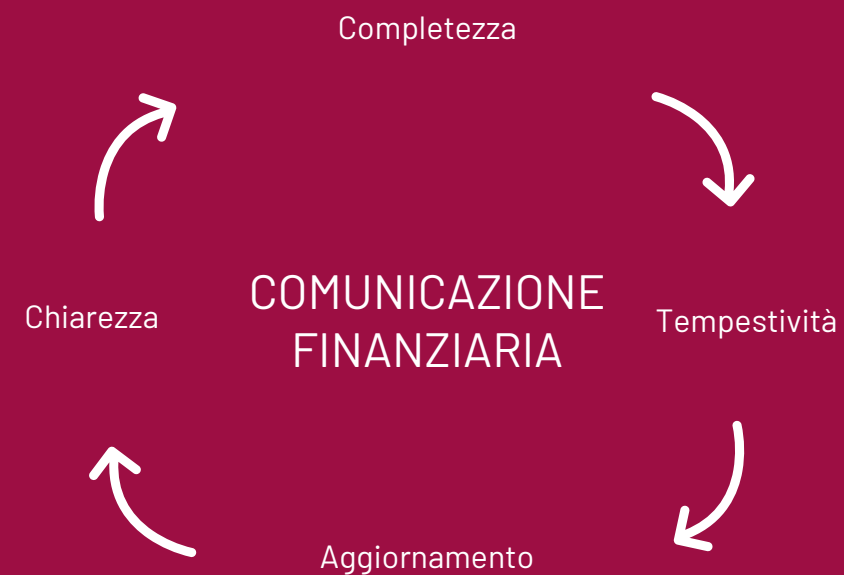 Completezza
Chiarezza
COMUNICAZIONE
FINANZIARIA
Tempestività
Aggiornamento